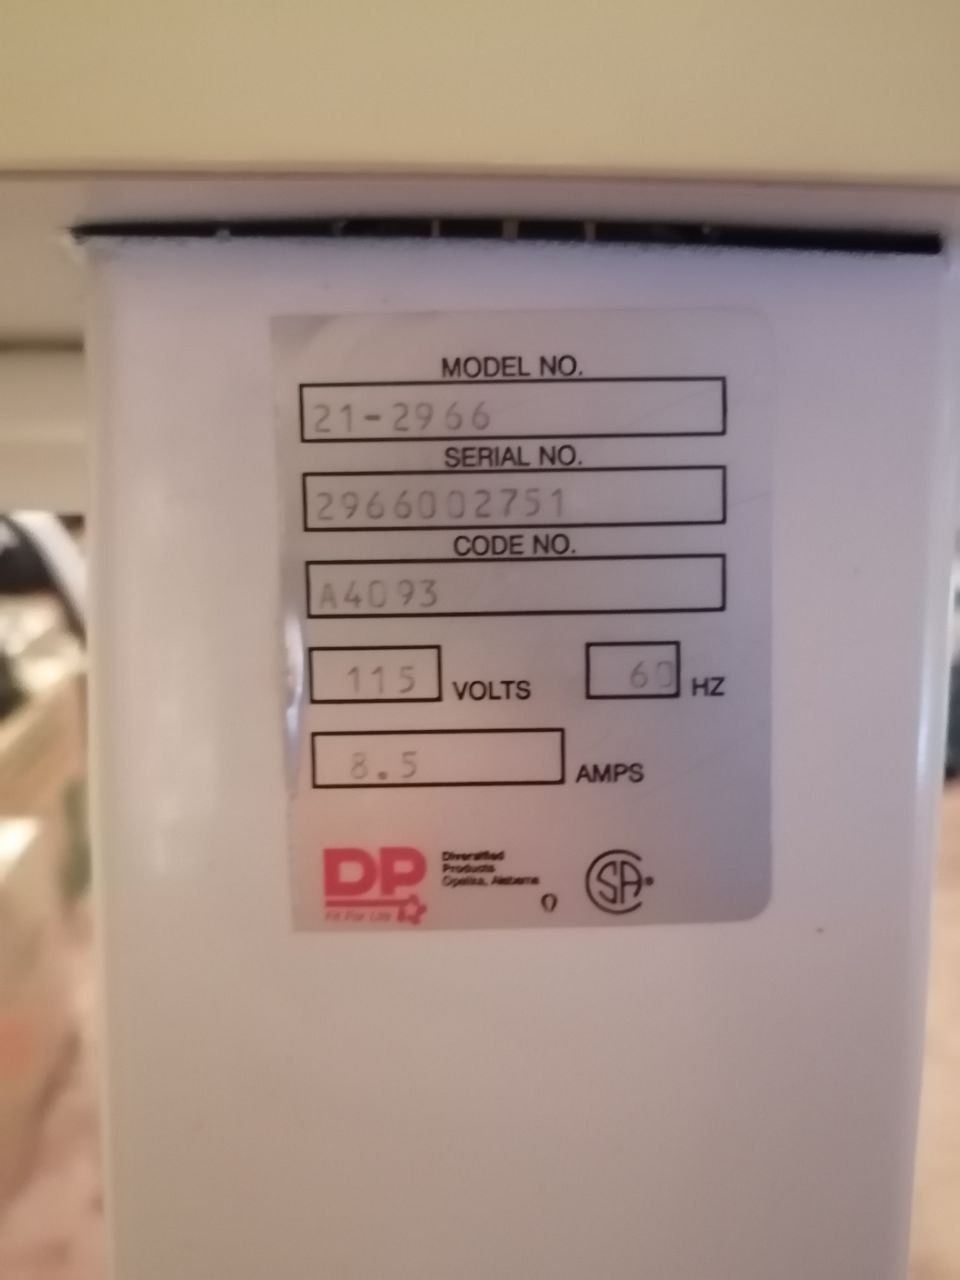 MODEL NO.
21-2966
SERIAL NO.
2966002751
CODE NO.
A4093
115 VOLTS 60 HZ
8.5 AMPS
DP
Fit For Life
Diversified
Products
Opelika, Alabama
SA